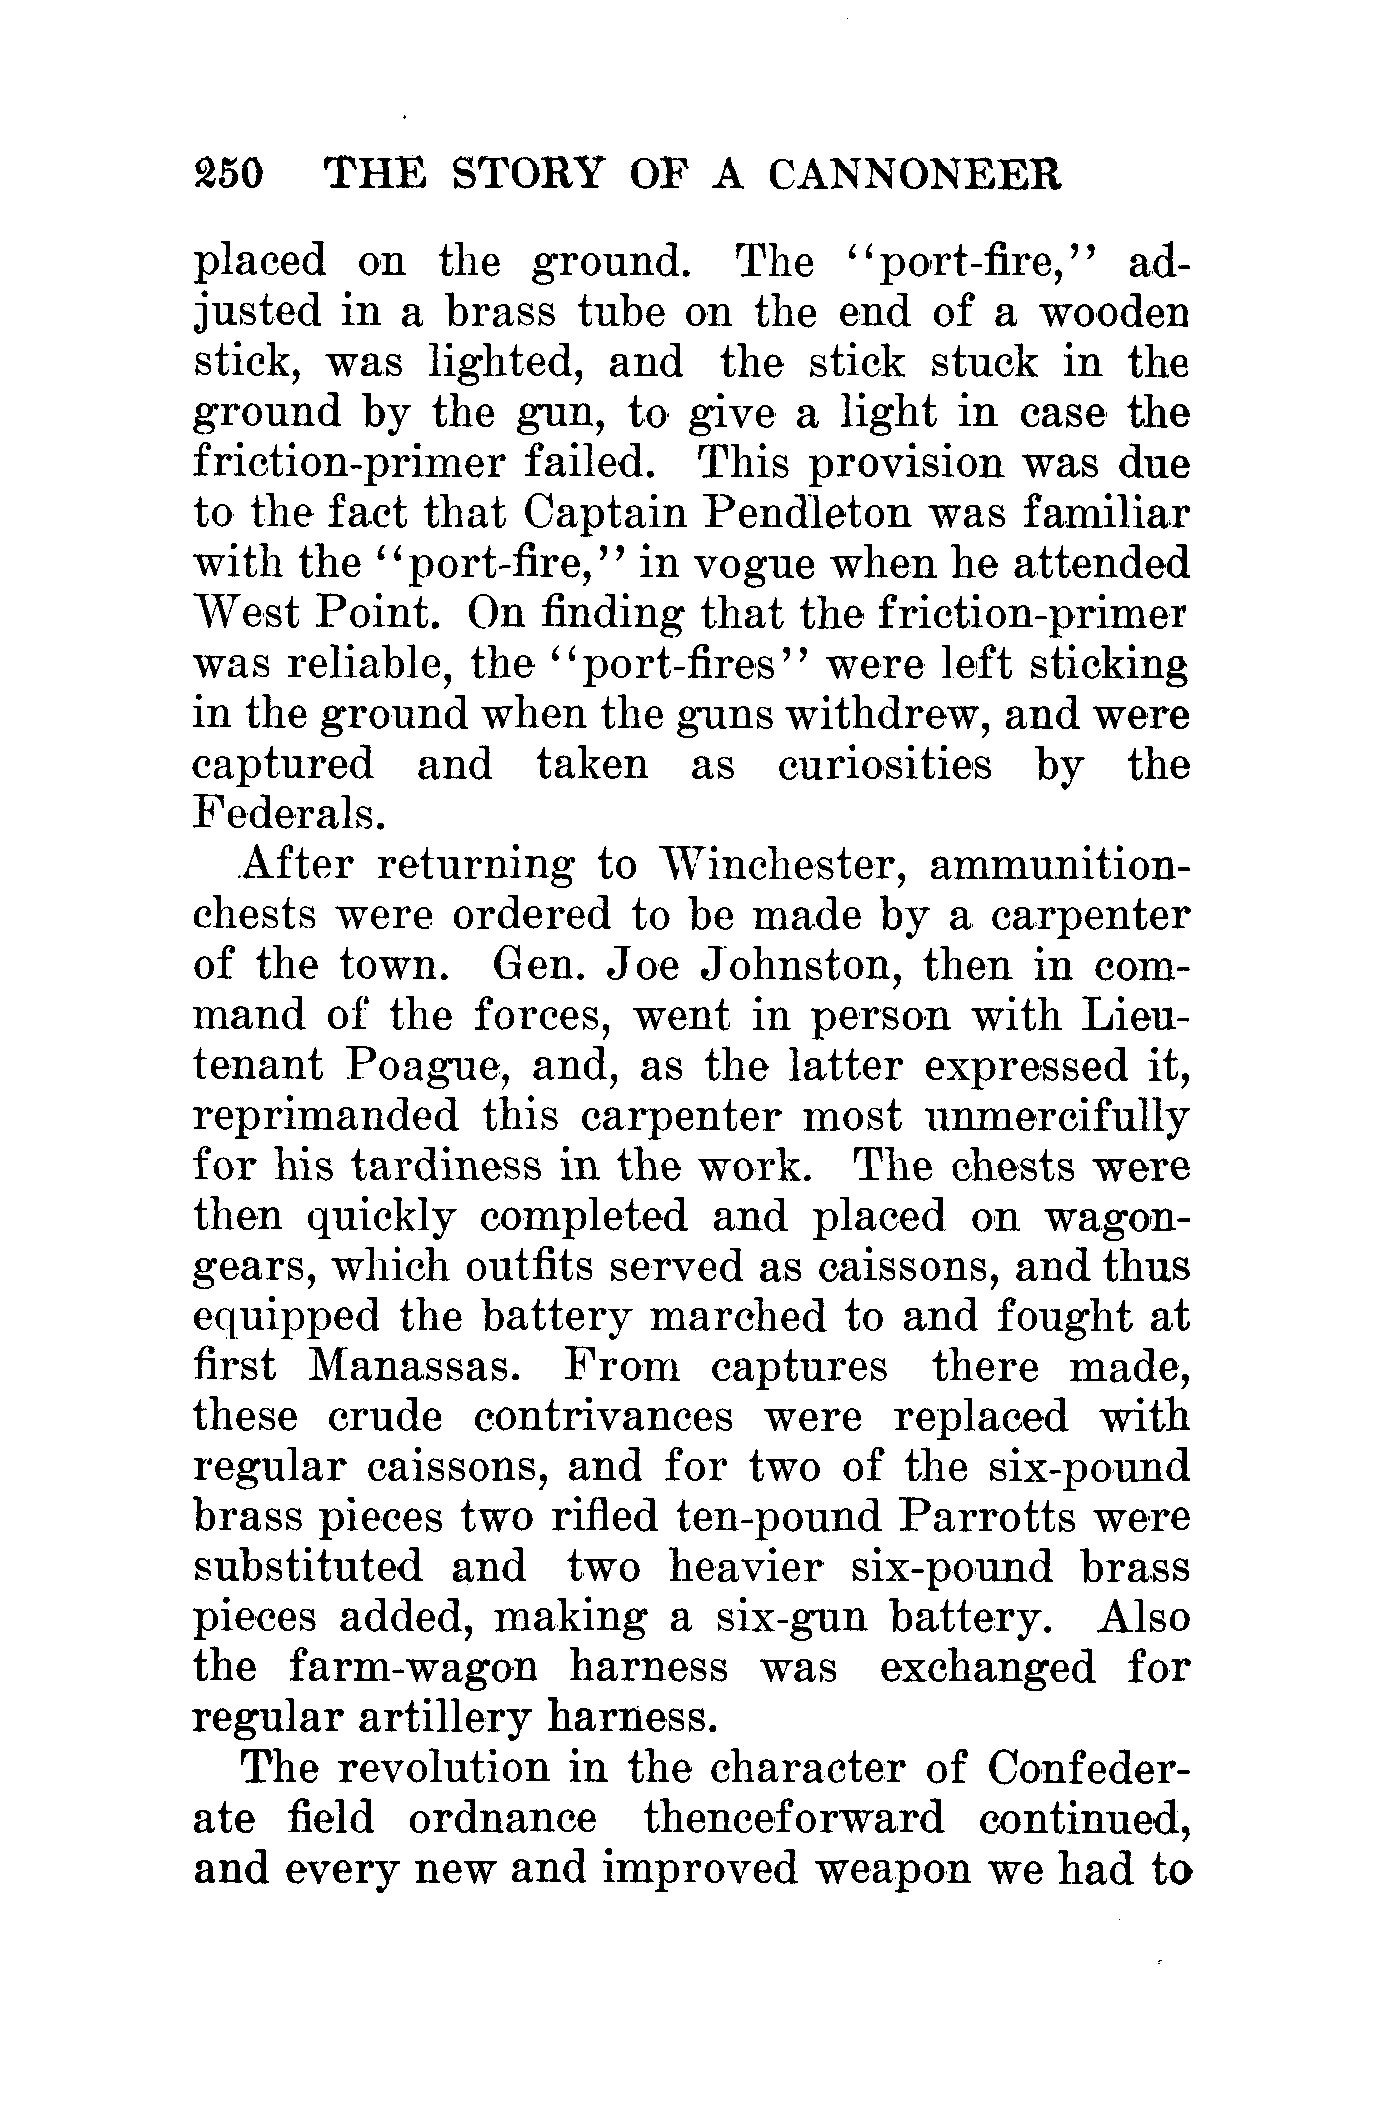 250 THE STORY OF A CANNONEER
placed on the ground. The "port-fire," ad-
justed in a brass tube on the end of a wooden
stick, was lighted, and the stick stuck in the
ground by the gun, to give a light in case the
friction-primer failed. This provision was due
to the fact that Captain Pendleton was familiar
with the "port-fire," in vogue when he attended
West Point. On finding that the friction-primer
was reliable, the "port-fires" were left sticking
in the ground when the guns withdrew, and were
captured and taken as curiosities by the
Federals.
After returning to Winchester, ammunition-
chests were ordered to be made by a carpenter
of the town. Gen. Joe Johnston, then in com-
mand of the forces, went in person with Lieu-
tenant Poague, and, as the latter expressed it,
reprimanded this carpenter most unmercifully
for his tardiness in the work. The chests were
then quickly completed and placed on wagon-
gears, which outfits served as caissons, and thus
equipped the battery marched to and fought at
first Manassas. From captures there made,
these crude contrivances were replaced with
regular caissons, and for two of the six-pound
brass pieces two rifled ten-pound Parrotts were
substituted and two heavier six-pound brass
pieces added, making a six-gun battery. Also
the farm-wagon harness was exchanged for
regular artillery harness.
The revolution in the character of Confeder-
ate field ordnance thenceforward continued,
and every new and improved weapon we had to